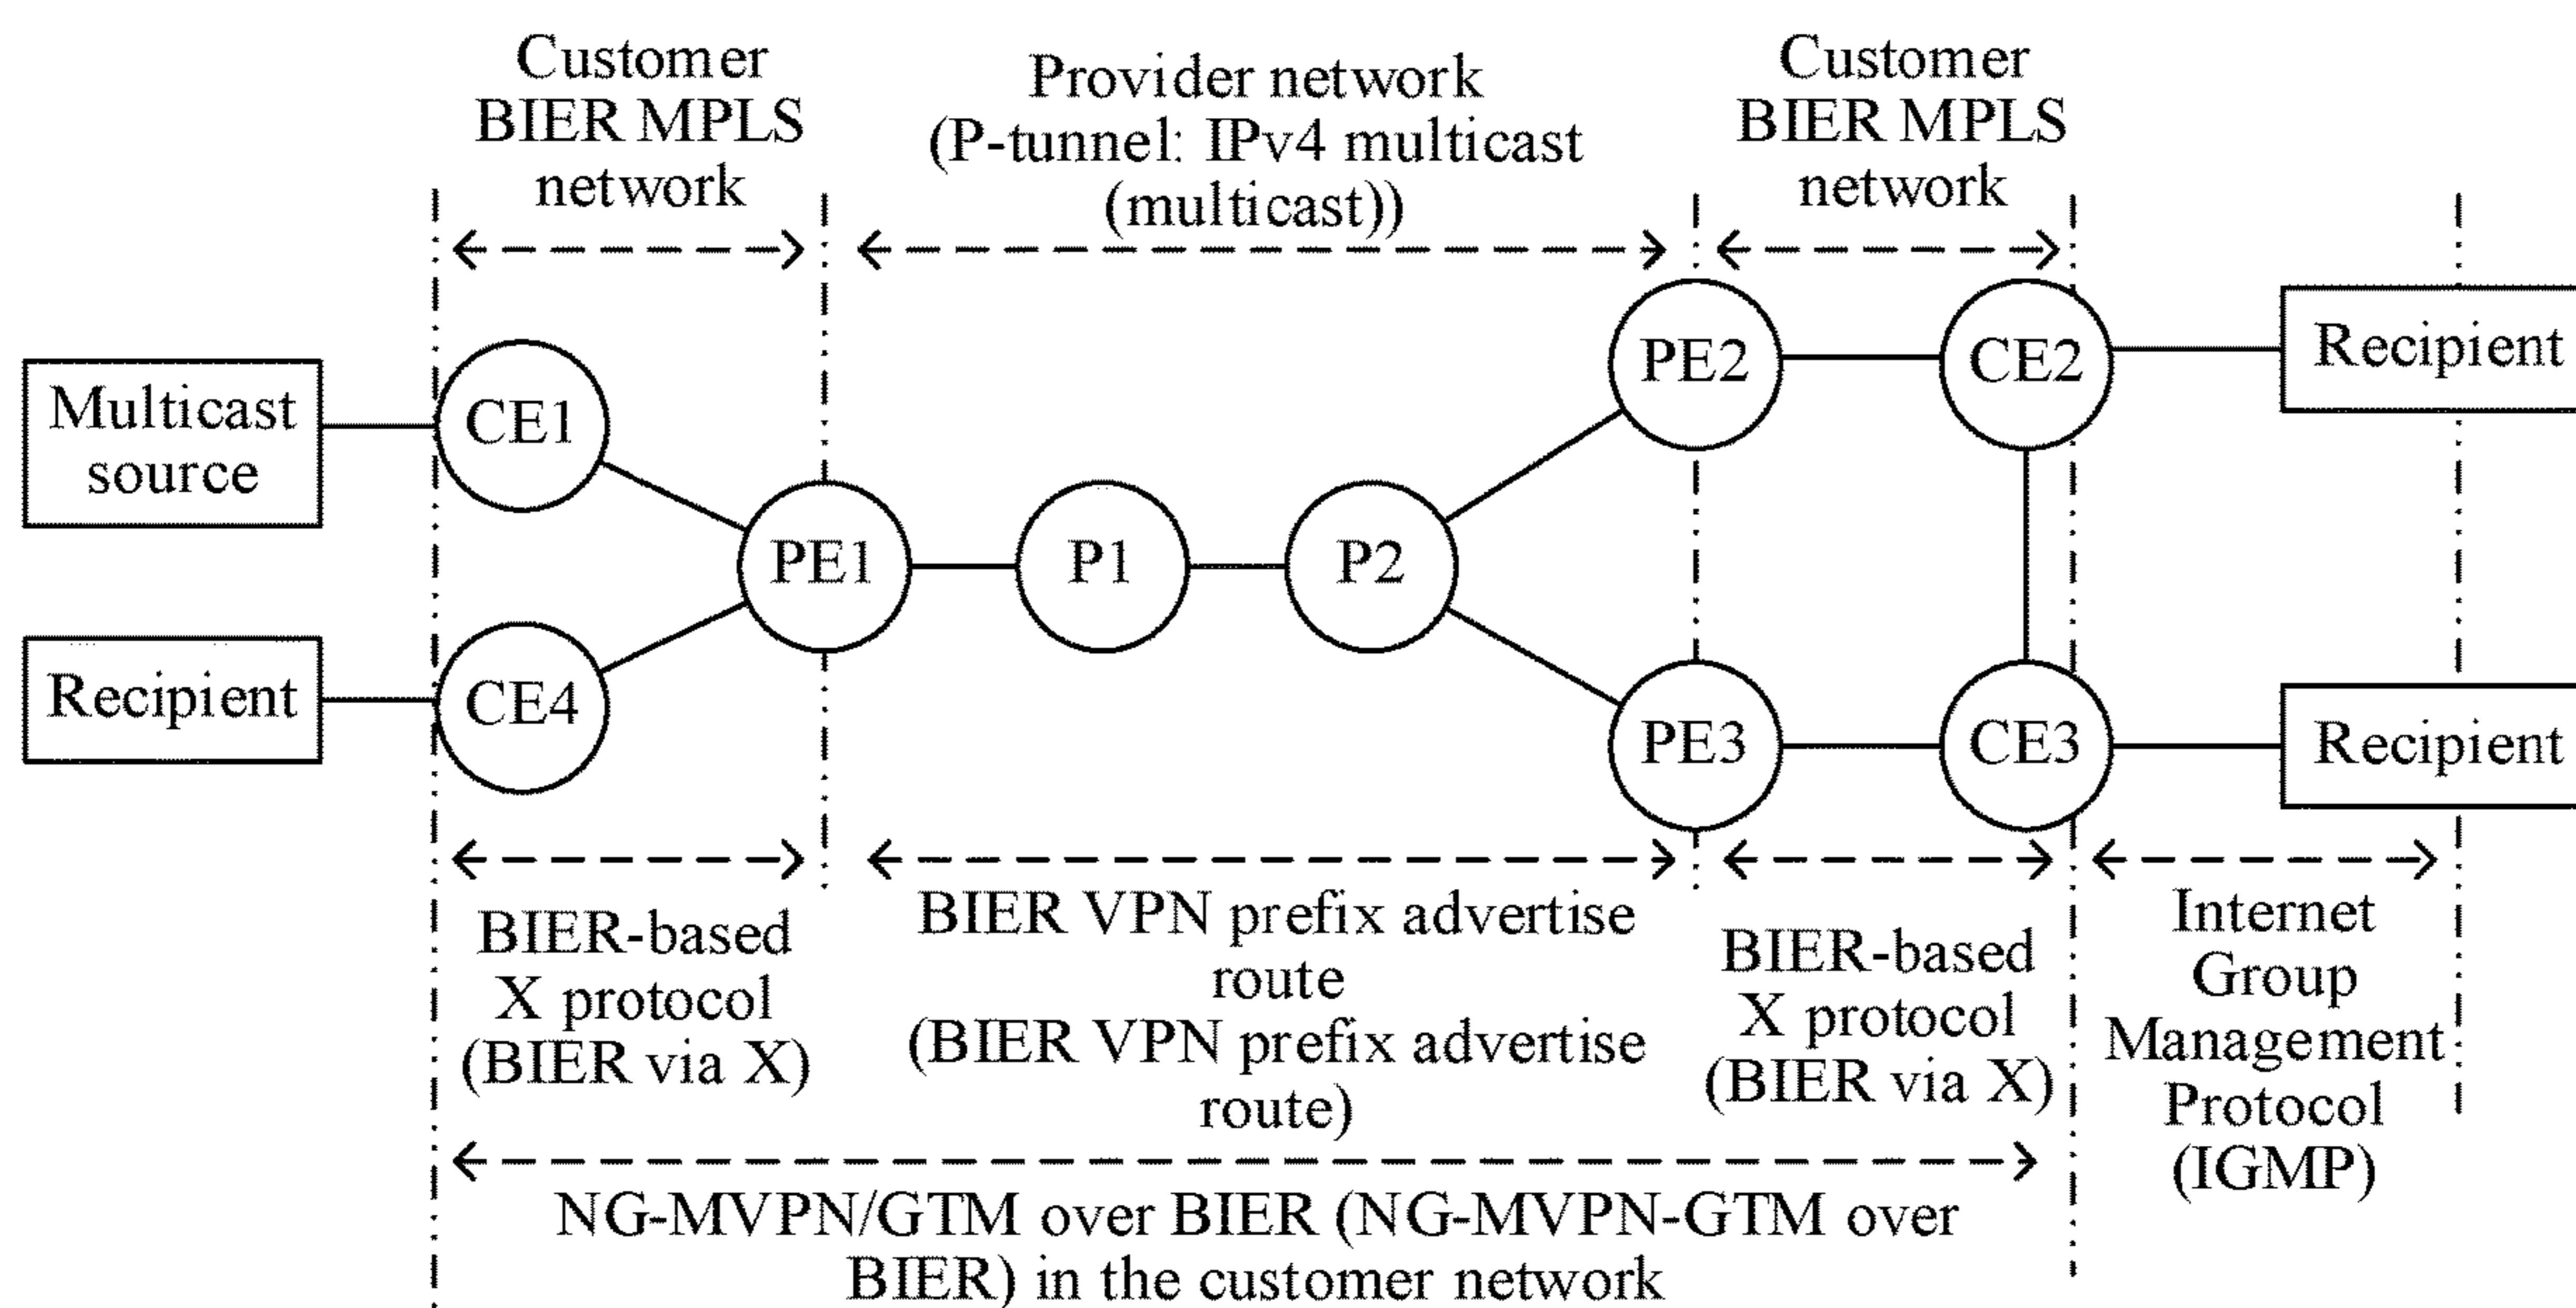 Customer
BIER MPLS
network
Provider network
(P-tunnel: IPv4 multicast
(multicast))
Customer
BIER MPLS
network
Multicast
source
CE1
PE2
CE2
Recipient
PE1
P1
P2
Recipient
CE4
PE3
CE3
Recipient
BIER-based
X protocol
(BIER via X)
BIER VPN prefix advertise
route
(BIER VPN prefix advertise
route)
BIER-based
X protocol
(BIER via X)
Internet
Group
Management
Protocol
(IGMP)
NG-MVPN/GTM over BIER (NG-MVPN-GTM over
BIER) in the customer network